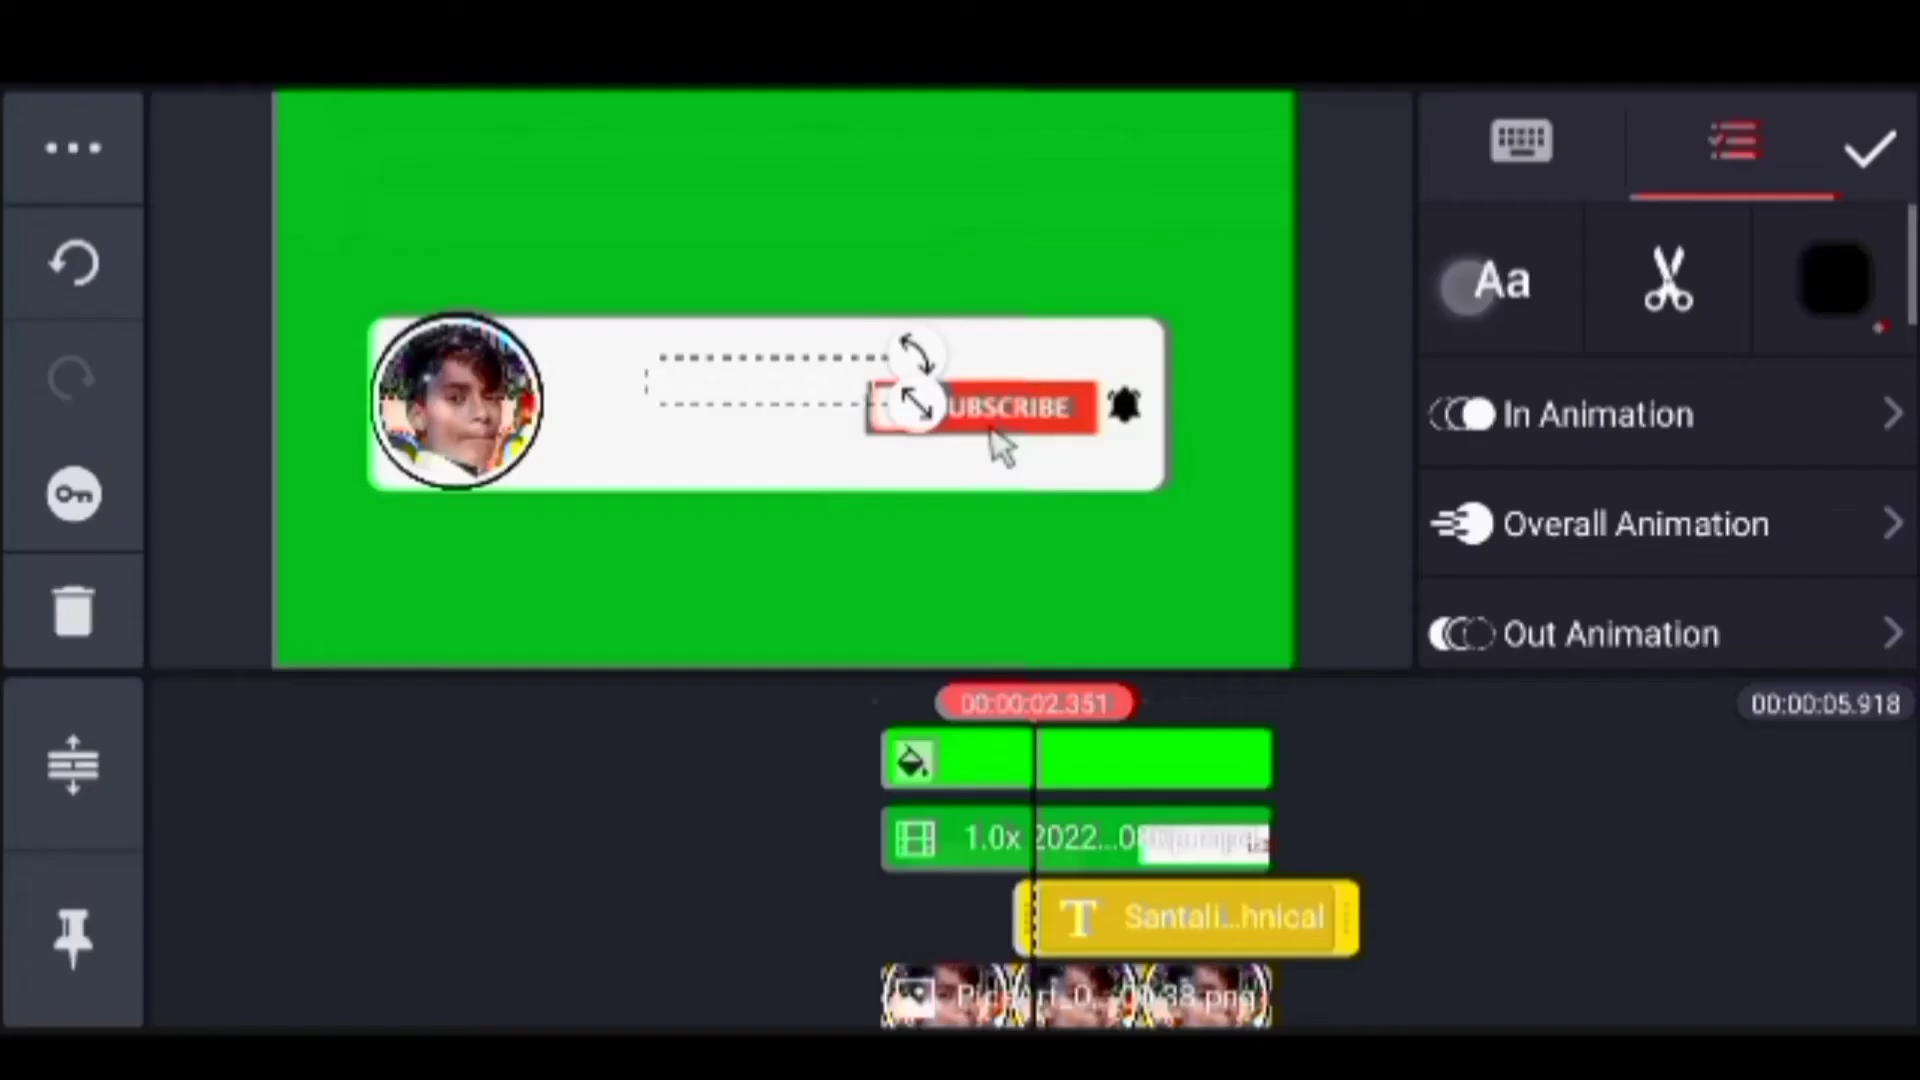 Aa
UBSCRIBE
In Animation
Overall Animation
Out Animation
00:00:02.351
00:00:05.918
1.0x 2022...08
T Santali...hnical